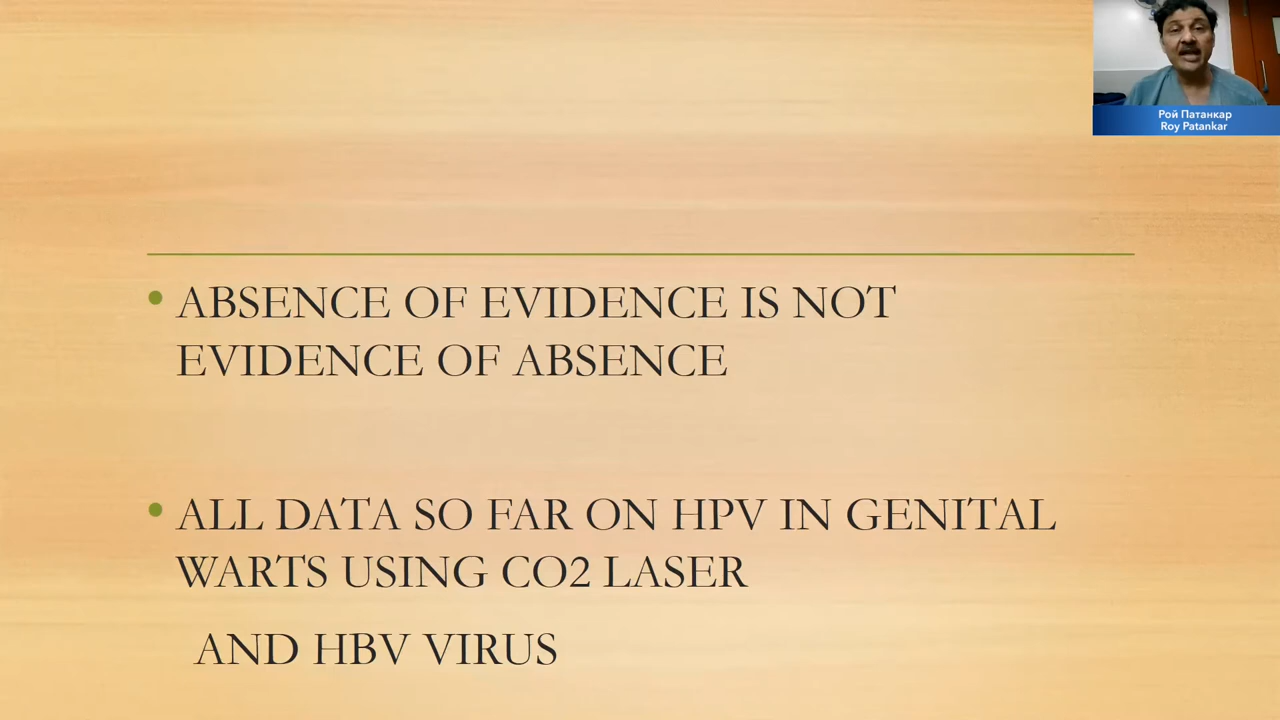 Рой Патанкар
Roy Patankar
• ABSENCE OF EVIDENCE IS NOT
EVIDENCE OF ABSENCE
• ALL DATA SO FAR ON HPV IN GENITAL
WARTS USING CO2 LASER
AND HBV VIRUS